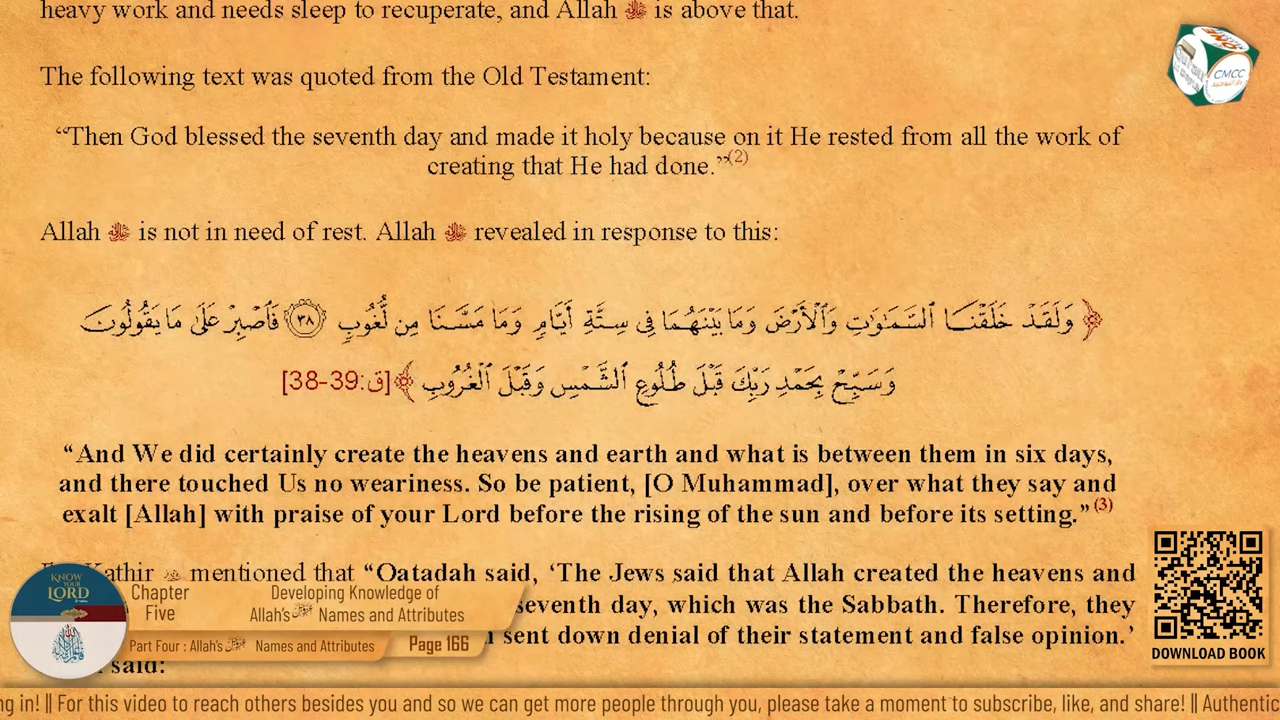 heavy work and needs sleep to recuperate, and Allah ﷻ is above that.
The following text was quoted from the Old Testament:
“Then God blessed the seventh day and made it holy because on it He rested from all the work of
creating that He had done.”(2)
Allah ﷻ is not in need of rest. Allah ﷻ revealed in response to this:
﴿ وَلَقَدْ خَلَقْنَا ٱلسَّمَٰوَٰتِ وَٱلْأَرْضَ وَمَا بَيْنَهُمَا فِى سِتَّةِ أَيَّامٍ وَمَا مَسَّنَا مِن لُّغُوبٍ ٣٨ فَٱصْبِرْ عَلَىٰ مَا يَقُولُونَ
وَسَبِّحْ بِحَمْدِ رَبِّكَ قَبْلَ طُلُوعِ ٱلشَّمْسِ وَقَبْلَ ٱلْغُرُوبِ ﴾ [ق:38-39]
“And We did certainly create the heavens and earth and what is between them in six days,
and there touched Us no weariness. So be patient, [O Muhammad], over what they say and
exalt [Allah] with praise of your Lord before the rising of the sun and before its setting.” (3)
Kathir mentioned that “Qatadah said, ‘The Jews said that Allah created the heavens and
seventh day, which was the Sabbath. Therefore, they
sent down denial of their statement and false opinion.’
said:
KNOW
YOUR
LORD
Chapter
Five
Developing Knowledge of
Allah’s ﷻ Names and Attributes
Part Four : Allah’s ﷻ Names and Attributes
Page 166
CMCC
DOWNLOAD BOOK
ng in! || For this video to reach others besides you and so we can get more people through you, please take a moment to subscribe, like, and share! || Authentic